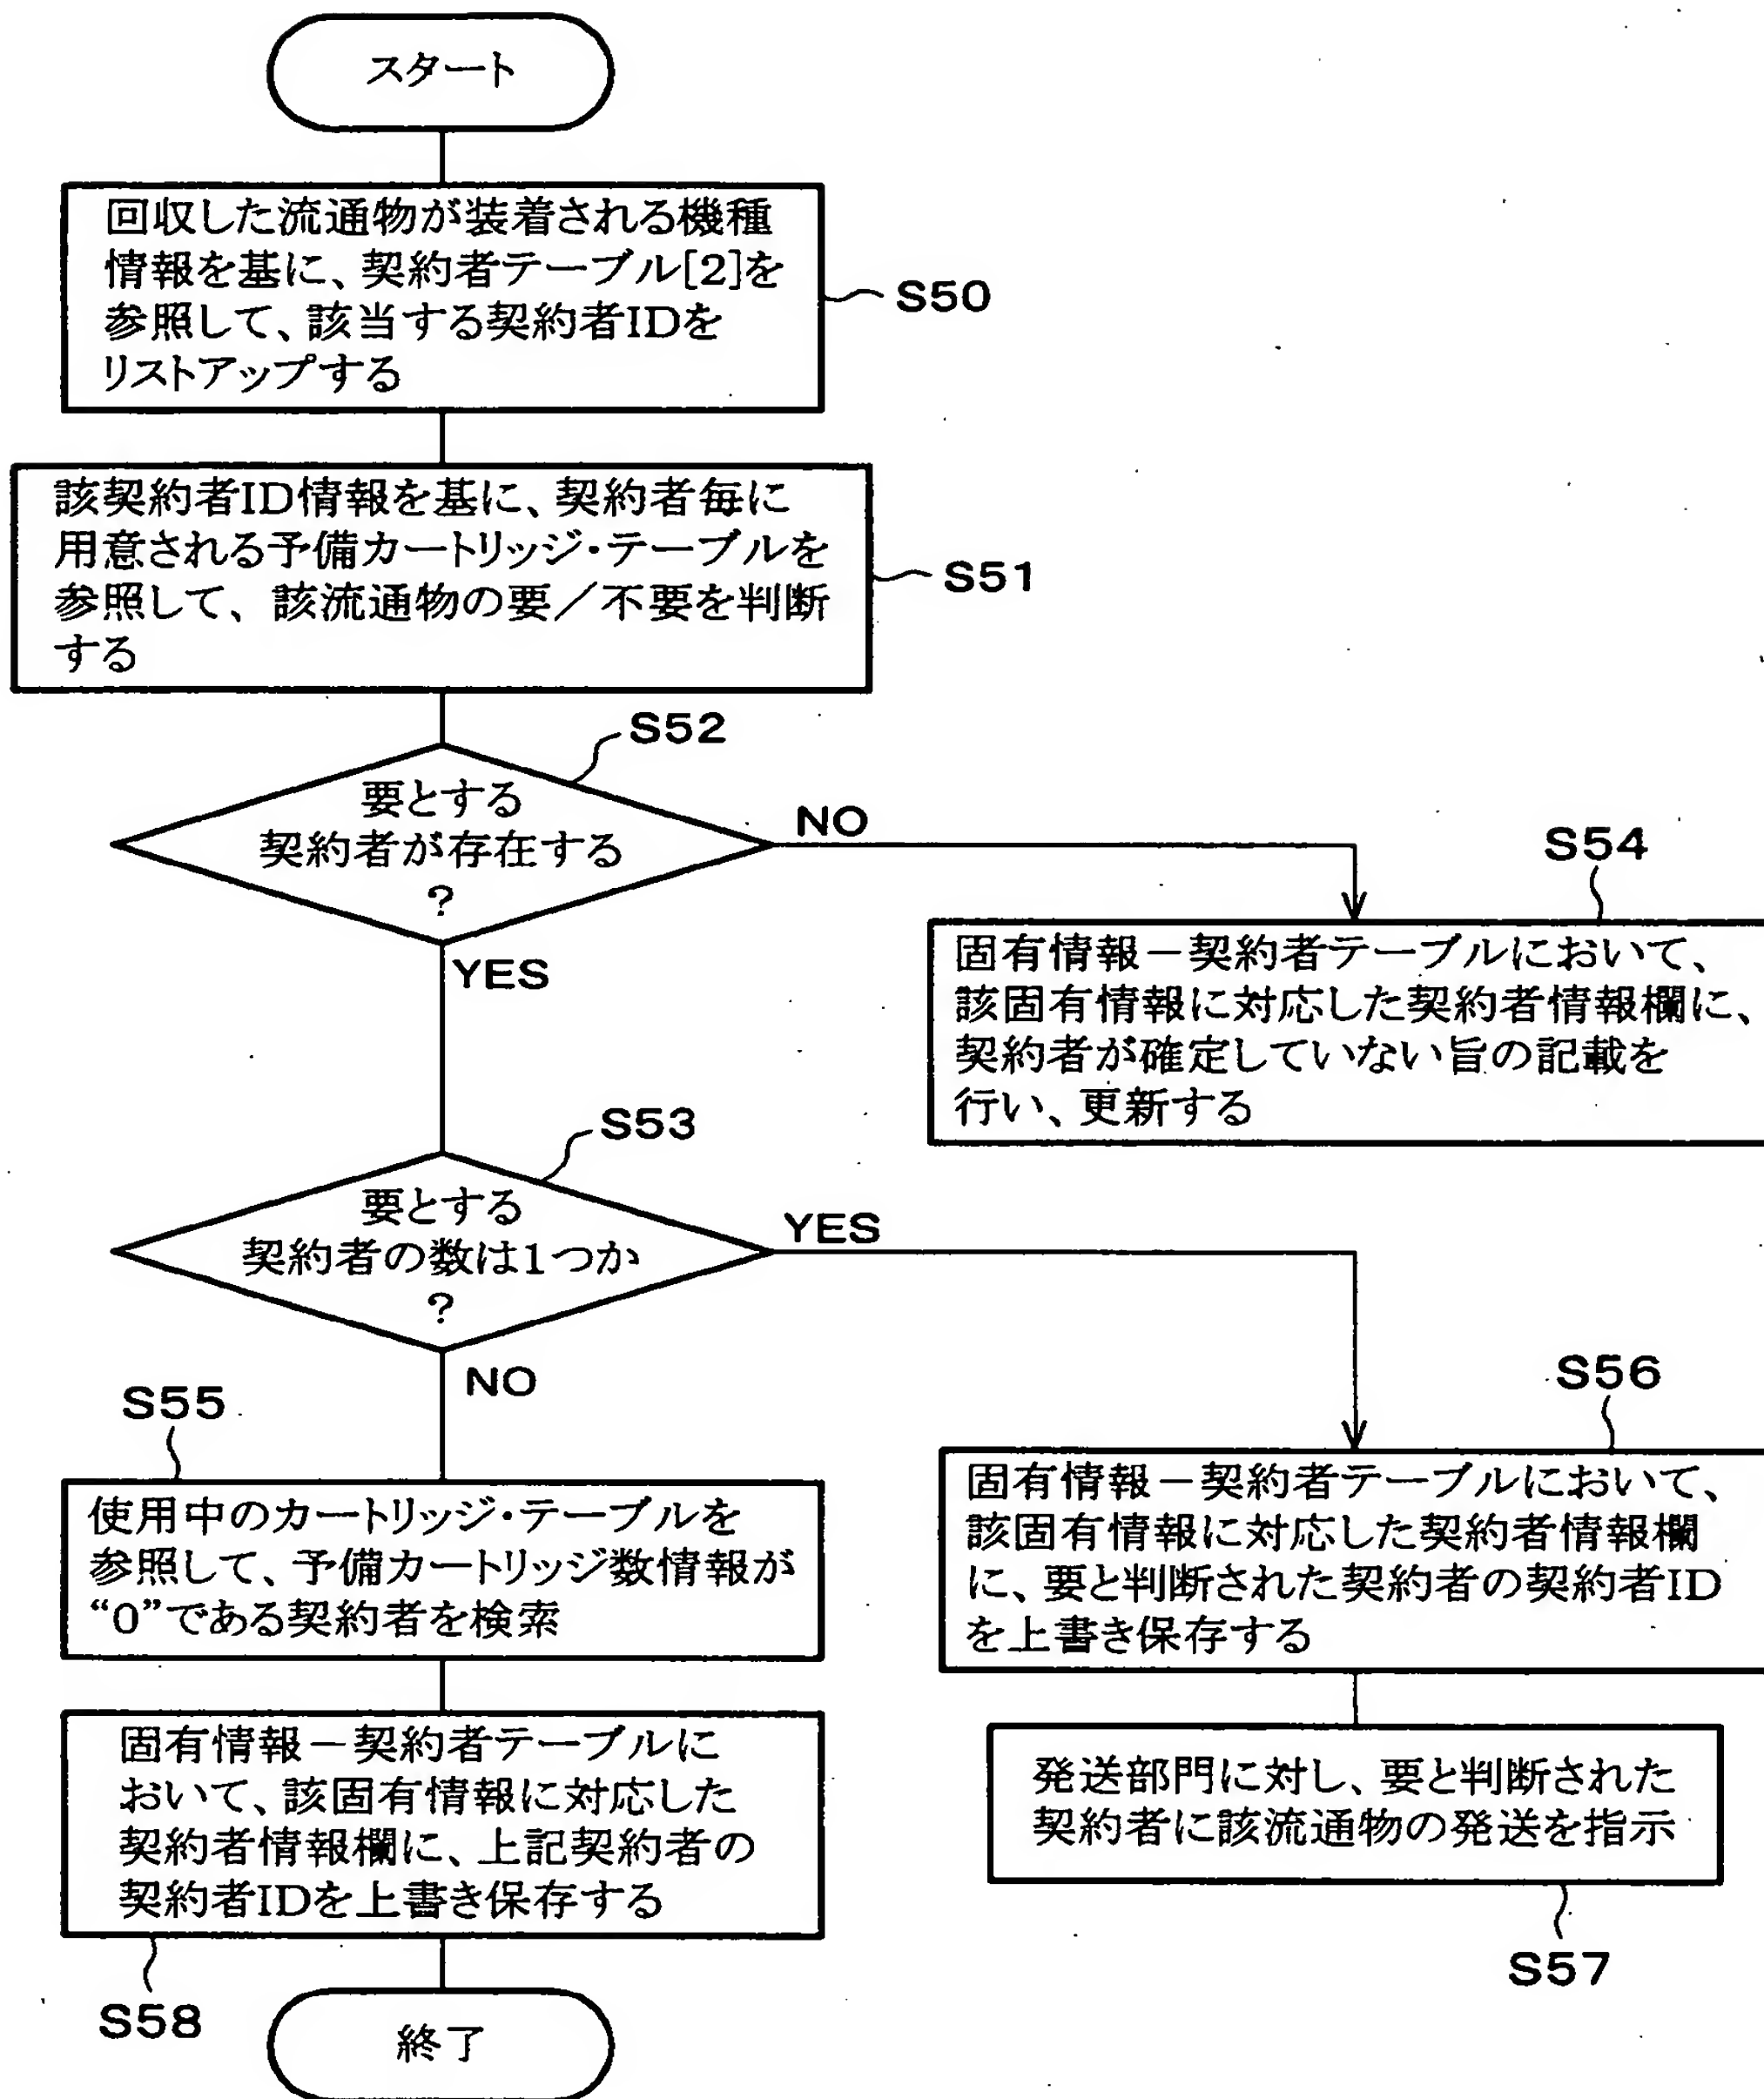 スタート
回収した流通物が装着される機種
情報を基に、契約者テーブル[2]を
参照して、該当する契約者IDを
リストアップする
S50
該契約者ID情報を基に、契約者毎に
用意される予備カートリッジ・テーブルを
参照して、該流通物の要／不要を判断
する
S51
S52
要とする
契約者が存在する
?
NO
YES
S54
固有情報－契約者テーブルにおいて、
該固有情報に対応した契約者情報欄に、
契約者が確定していない旨の記載を
行い、更新する
S53
要とする
契約者の数は1つか
?
YES
NO
S55
使用中のカートリッジ・テーブルを
参照して、予備カートリッジ数情報が
“0”である契約者を検索
S56
固有情報－契約者テーブルにおいて、
該固有情報に対応した契約者情報欄
に、要と判断された契約者の契約者ID
を上書き保存する
固有情報－契約者テーブルに
おいて、該固有情報に対応した
契約者情報欄に、上記契約者の
契約者IDを上書き保存する
S58
発送部門に対し、要と判断された
契約者に該流通物の発送を指示
S57
終了